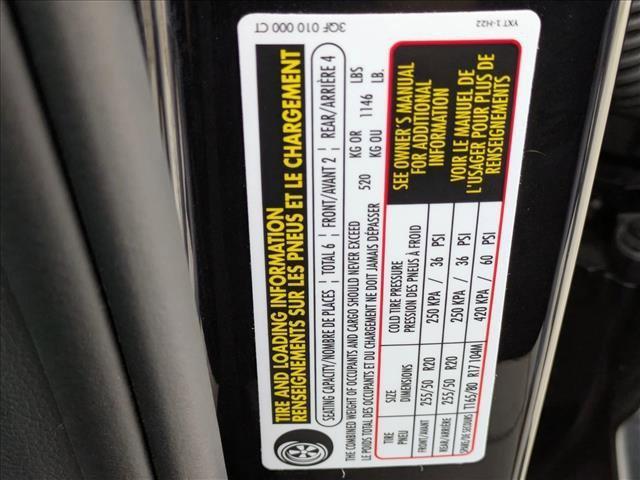 3QF 010 000 CT
YXT 1-H22
TIRE AND LOADING INFORMATION
RENSEIGNEMENTS SUR LES PNEUS ET LE CHARGEMENT
SEATING CAPACITY/NOMBRE DE PLACES ¦ TOTAL 6 ¦ FRONT/AVANT 2 ¦ REAR/ARRIÈRE 4
THE COMBINED WEIGHT OF OCCUPANTS AND CARGO SHOULD NEVER EXCEED 520 KG OR 1146 LBS
LE POIDS TOTAL DES OCCUPANTS ET DU CHARGEMENT NE DOIT JAMAIS DÉPASSER KG OU LB.
TIRE SIZE COLD TIRE PRESSURE
PNEU DIMENSIONS PRESSION DES PNEUS À FROID
FRONT/AVANT 255/50 R20 250 KPA / 36 PSI
REAR/ARRIÈRE 255/50 R20 250 KPA / 36 PSI
SPARE/DE SECOURS T165/80 R17 104M 420 KPA / 60 PSI
SEE OWNER'S MANUAL
FOR ADDITIONAL
INFORMATION
VOIR LE MANUEL DE
L'USAGER POUR PLUS DE
RENSEIGNEMENTS